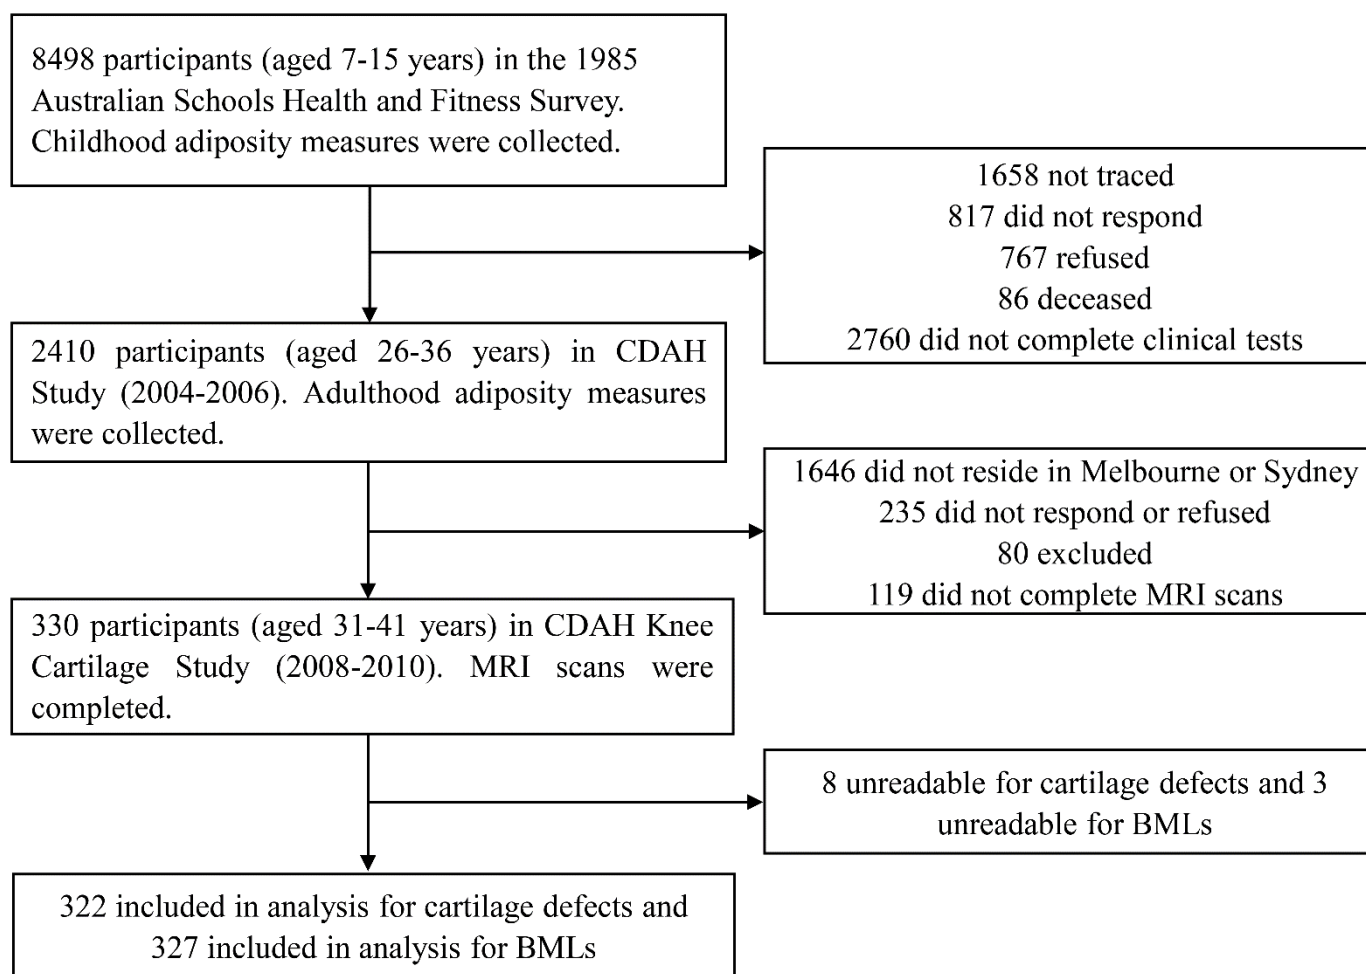 8498 participants (aged 7-15 years) in the 1985
Australian Schools Health and Fitness Survey.
Childhood adiposity measures were collected.
1658 not traced
817 did not respond
767 refused
86 deceased
2760 did not complete clinical tests
2410 participants (aged 26-36 years) in CDAH
Study (2004-2006). Adulthood adiposity measures
were collected.
1646 did not reside in Melbourne or Sydney
235 did not respond or refused
80 excluded
119 did not complete MRI scans
330 participants (aged 31-41 years) in CDAH Knee
Cartilage Study (2008-2010). MRI scans were
completed.
8 unreadable for cartilage defects and 3
unreadable for BMLs
322 included in analysis for cartilage defects and
327 included in analysis for BMLs